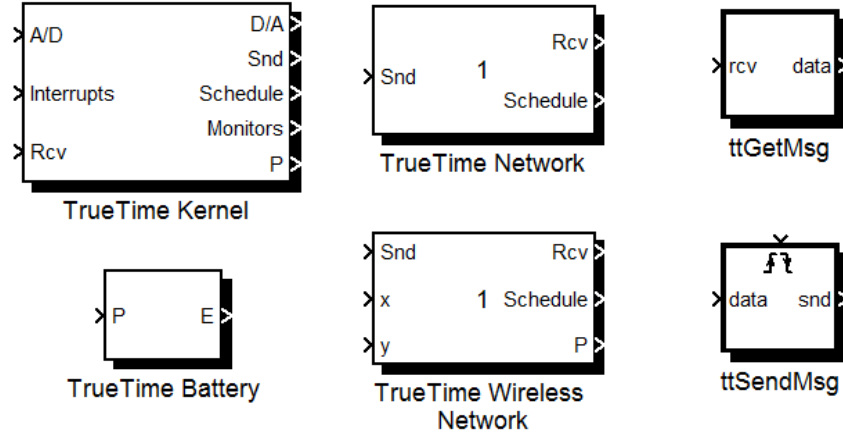 A/D
Interrupts
Rcv
D/A
Snd
Schedule
Monitors
P
TrueTime Kernel
Snd
1
Rcv
Schedule
TrueTime Network
rcv data
ttGetMsg
P E
TrueTime Battery
Snd
x
y
1
Rcv
Schedule
P
TrueTime Wireless
Network
data snd
ttSendMsg